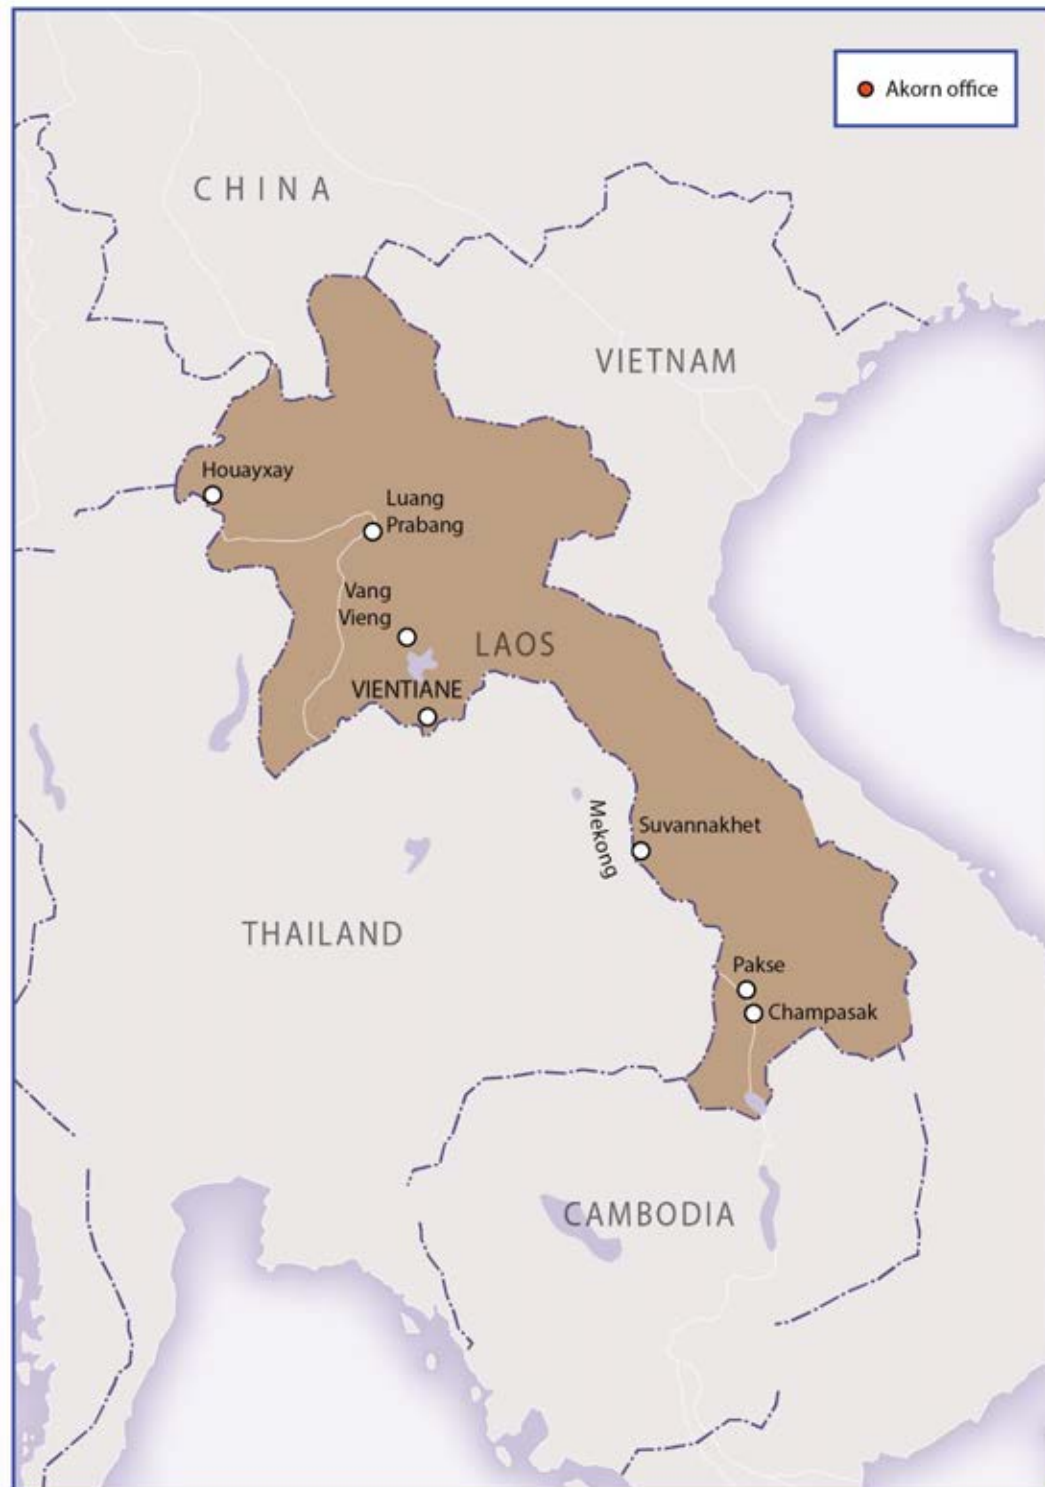 Akorn office
CHINA
VIETNAM
Houayxay
Luang
Prabang
Vang
Vieng
LAOS
VIENTIANE
Mekong
Suvannakhet
THAILAND
Pakse
Champasak
CAMBODIA